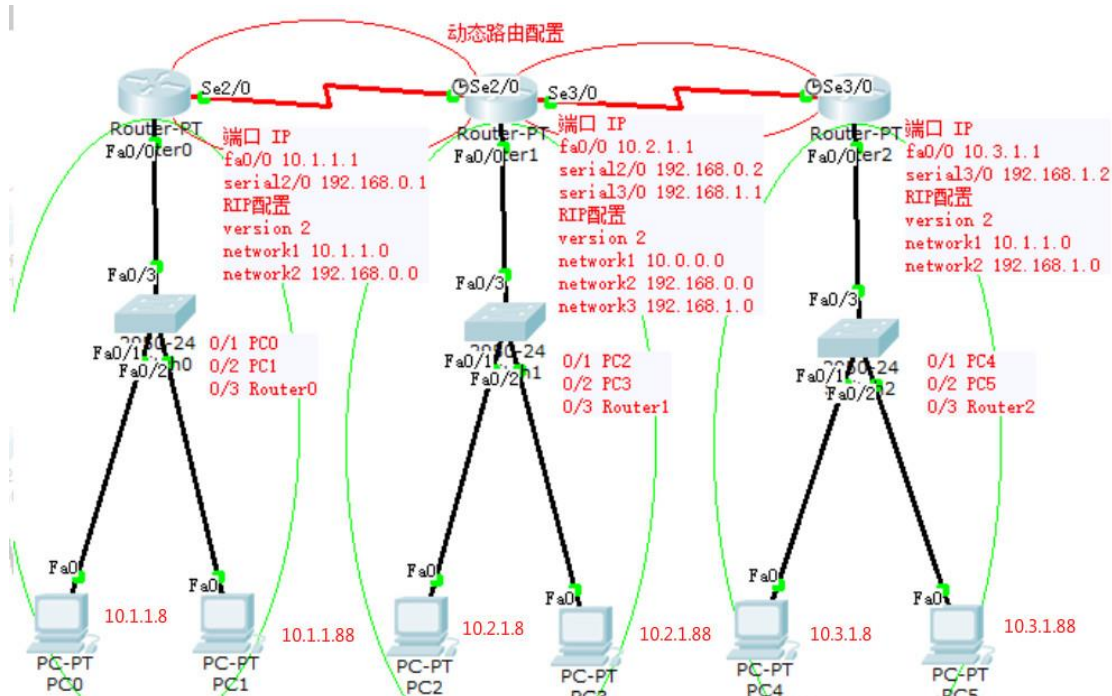 动态路由配置
Se2/0
Se2/0
Se3/0
Se3/0
Router-PT
Router-PT
Router-PT
Fa0/0
Fa0/0
Fa0/0
端口 IP
fa0/0 10.1.1.1
serial2/0 192.168.0.1
RIP配置
version 2
network1 10.1.1.0
network2 192.168.0.0
端口 IP
fa0/0 10.2.1.1
serial2/0 192.168.0.2
serial3/0 192.168.1.1
RIP配置
version 2
network1 10.0.0.0
network2 192.168.0.0
network3 192.168.1.0
端口 IP
fa0/0 10.3.1.1
serial3/0 192.168.1.2
RIP配置
version 2
network1 10.1.1.0
network2 192.168.1.0
Fa0/3
Fa0/3
Fa0/3
Fa0/1
Fa0/2
0/1 PC0
0/2 PC1
0/3 Router0
Fa0/1
Fa0/2
0/1 PC2
0/2 PC3
0/3 Router1
Fa0/1
Fa0/2
0/1 PC4
0/2 PC5
0/3 Router2
Fa0
Fa0
Fa0
Fa0
Fa0
Fa0
10.1.1.8
10.1.1.88
10.2.1.8
10.2.1.88
10.3.1.8
10.3.1.88
PC-PT
PC0
PC-PT
PC1
PC-PT
PC2
PC-PT
PC-PT
PC4
PC-PT
PC5